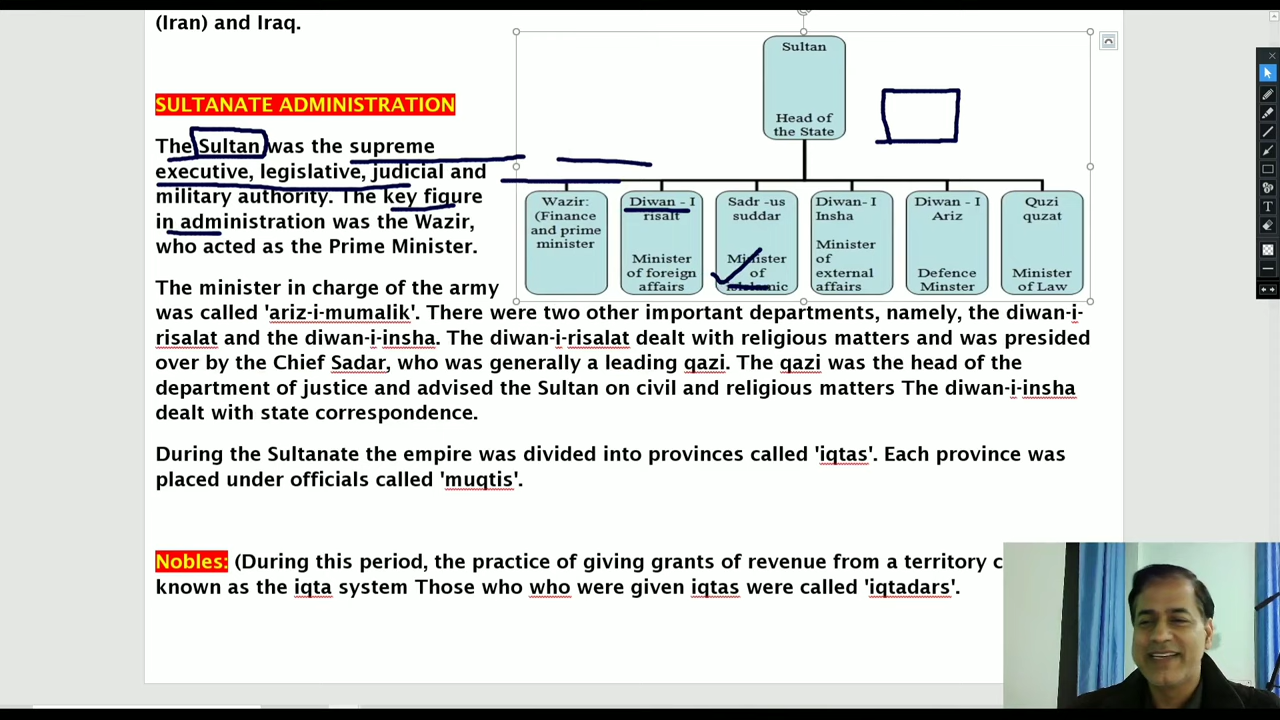 (Iran) and Iraq.
SULTANATE ADMINISTRATION
The Sultan was the supreme
executive, legislative, judicial and
military authority. The key figure
in administration was the Wazir,
who acted as the Prime Minister.
Sultan
Head of
the State
Wazir:
(Finance
and prime
minister
Diwan - I
risalt
Minister
of foreign
affairs
Sadr -us
suddar
Minister
of
Diwan- I
Insha
Minister
of
external
affairs
Diwan - I
Ariz
Defence
Minster
Quzi
quzat
Minister
of Law
The minister in charge of the army
was called 'ariz-i-mumalik'. There were two other important departments, namely, the diwan-i-
risalat and the diwan-i-insha. The diwan-i-risalat dealt with religious matters and was presided
over by the Chief Sadar, who was generally a leading qazi. The qazi was the head of the
department of justice and advised the Sultan on civil and religious matters The diwan-i-insha
dealt with state correspondence.
During the Sultanate the empire was divided into provinces called 'iqtas'. Each province was
placed under officials called 'muqtis'.
Nobles: (During this period, the practice of giving grants of revenue from a territory
known as the iqta system Those who who were given iqtas were called 'iqtadars'.